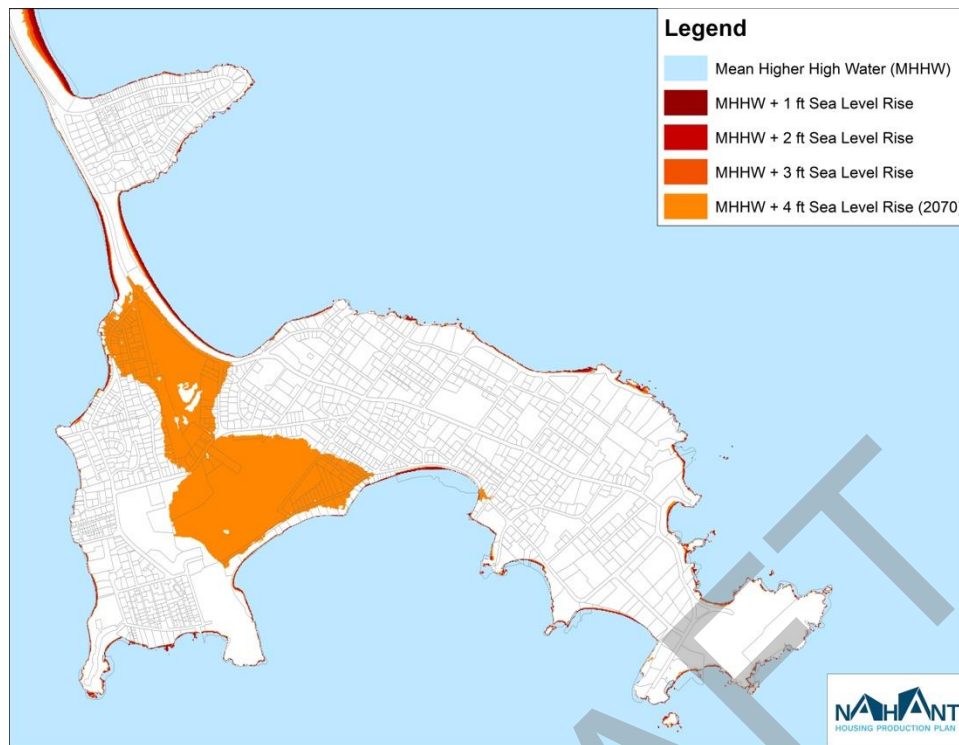 Legend
Mean Higher High Water (MHHW)
MHHW + 1 ft Sea Level Rise
MHHW + 2 ft Sea Level Rise
MHHW + 3 ft Sea Level Rise
MHHW + 4 ft Sea Level Rise (2070)
NAHANT
HOUSING PRODUCTION PLAN